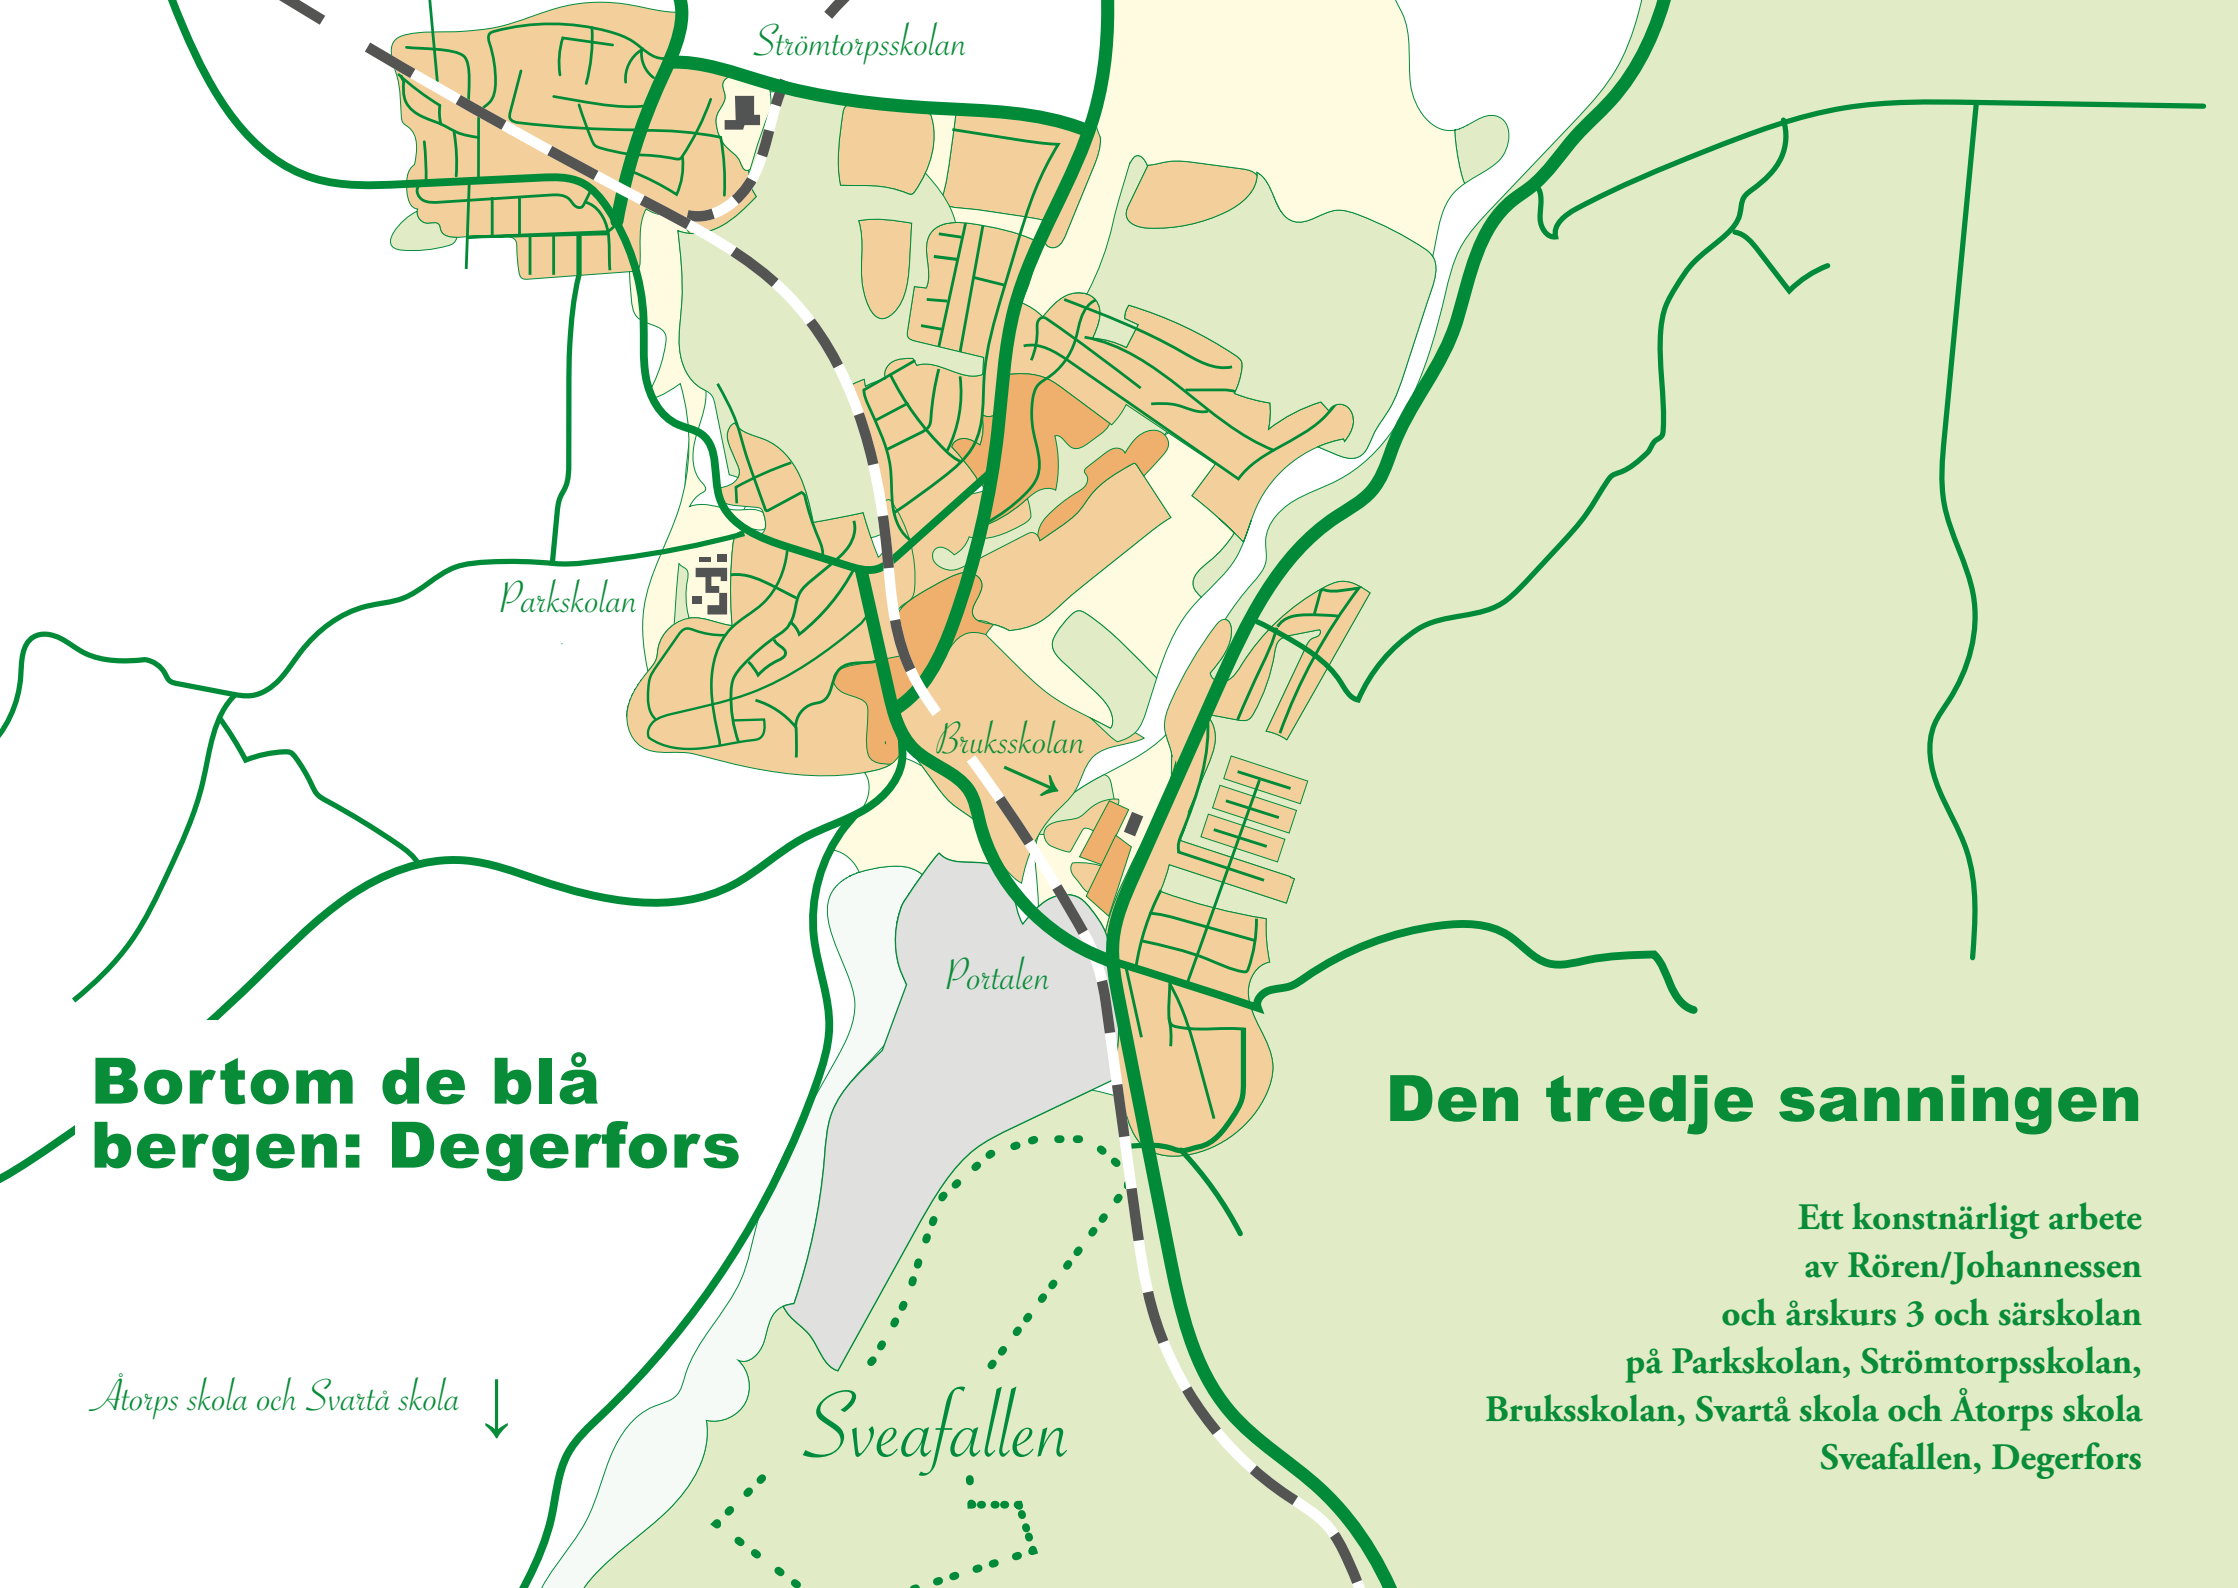 Strömtorpsskolan
Parkskolan
Bruksskolan
Portalen
Bortom de blå
bergen: Degerfors
Den tredje sanningen
Ett konstnärligt arbete
av Rören/Johannessen
och årskurs 3 och särskolan
på Parkskolan, Strömtorpsskolan,
Bruksskolan, Svartå skola och Åtorps skola
Sveafallen, Degerfors
Åtorps skola och Svartå skola
Sveafallen